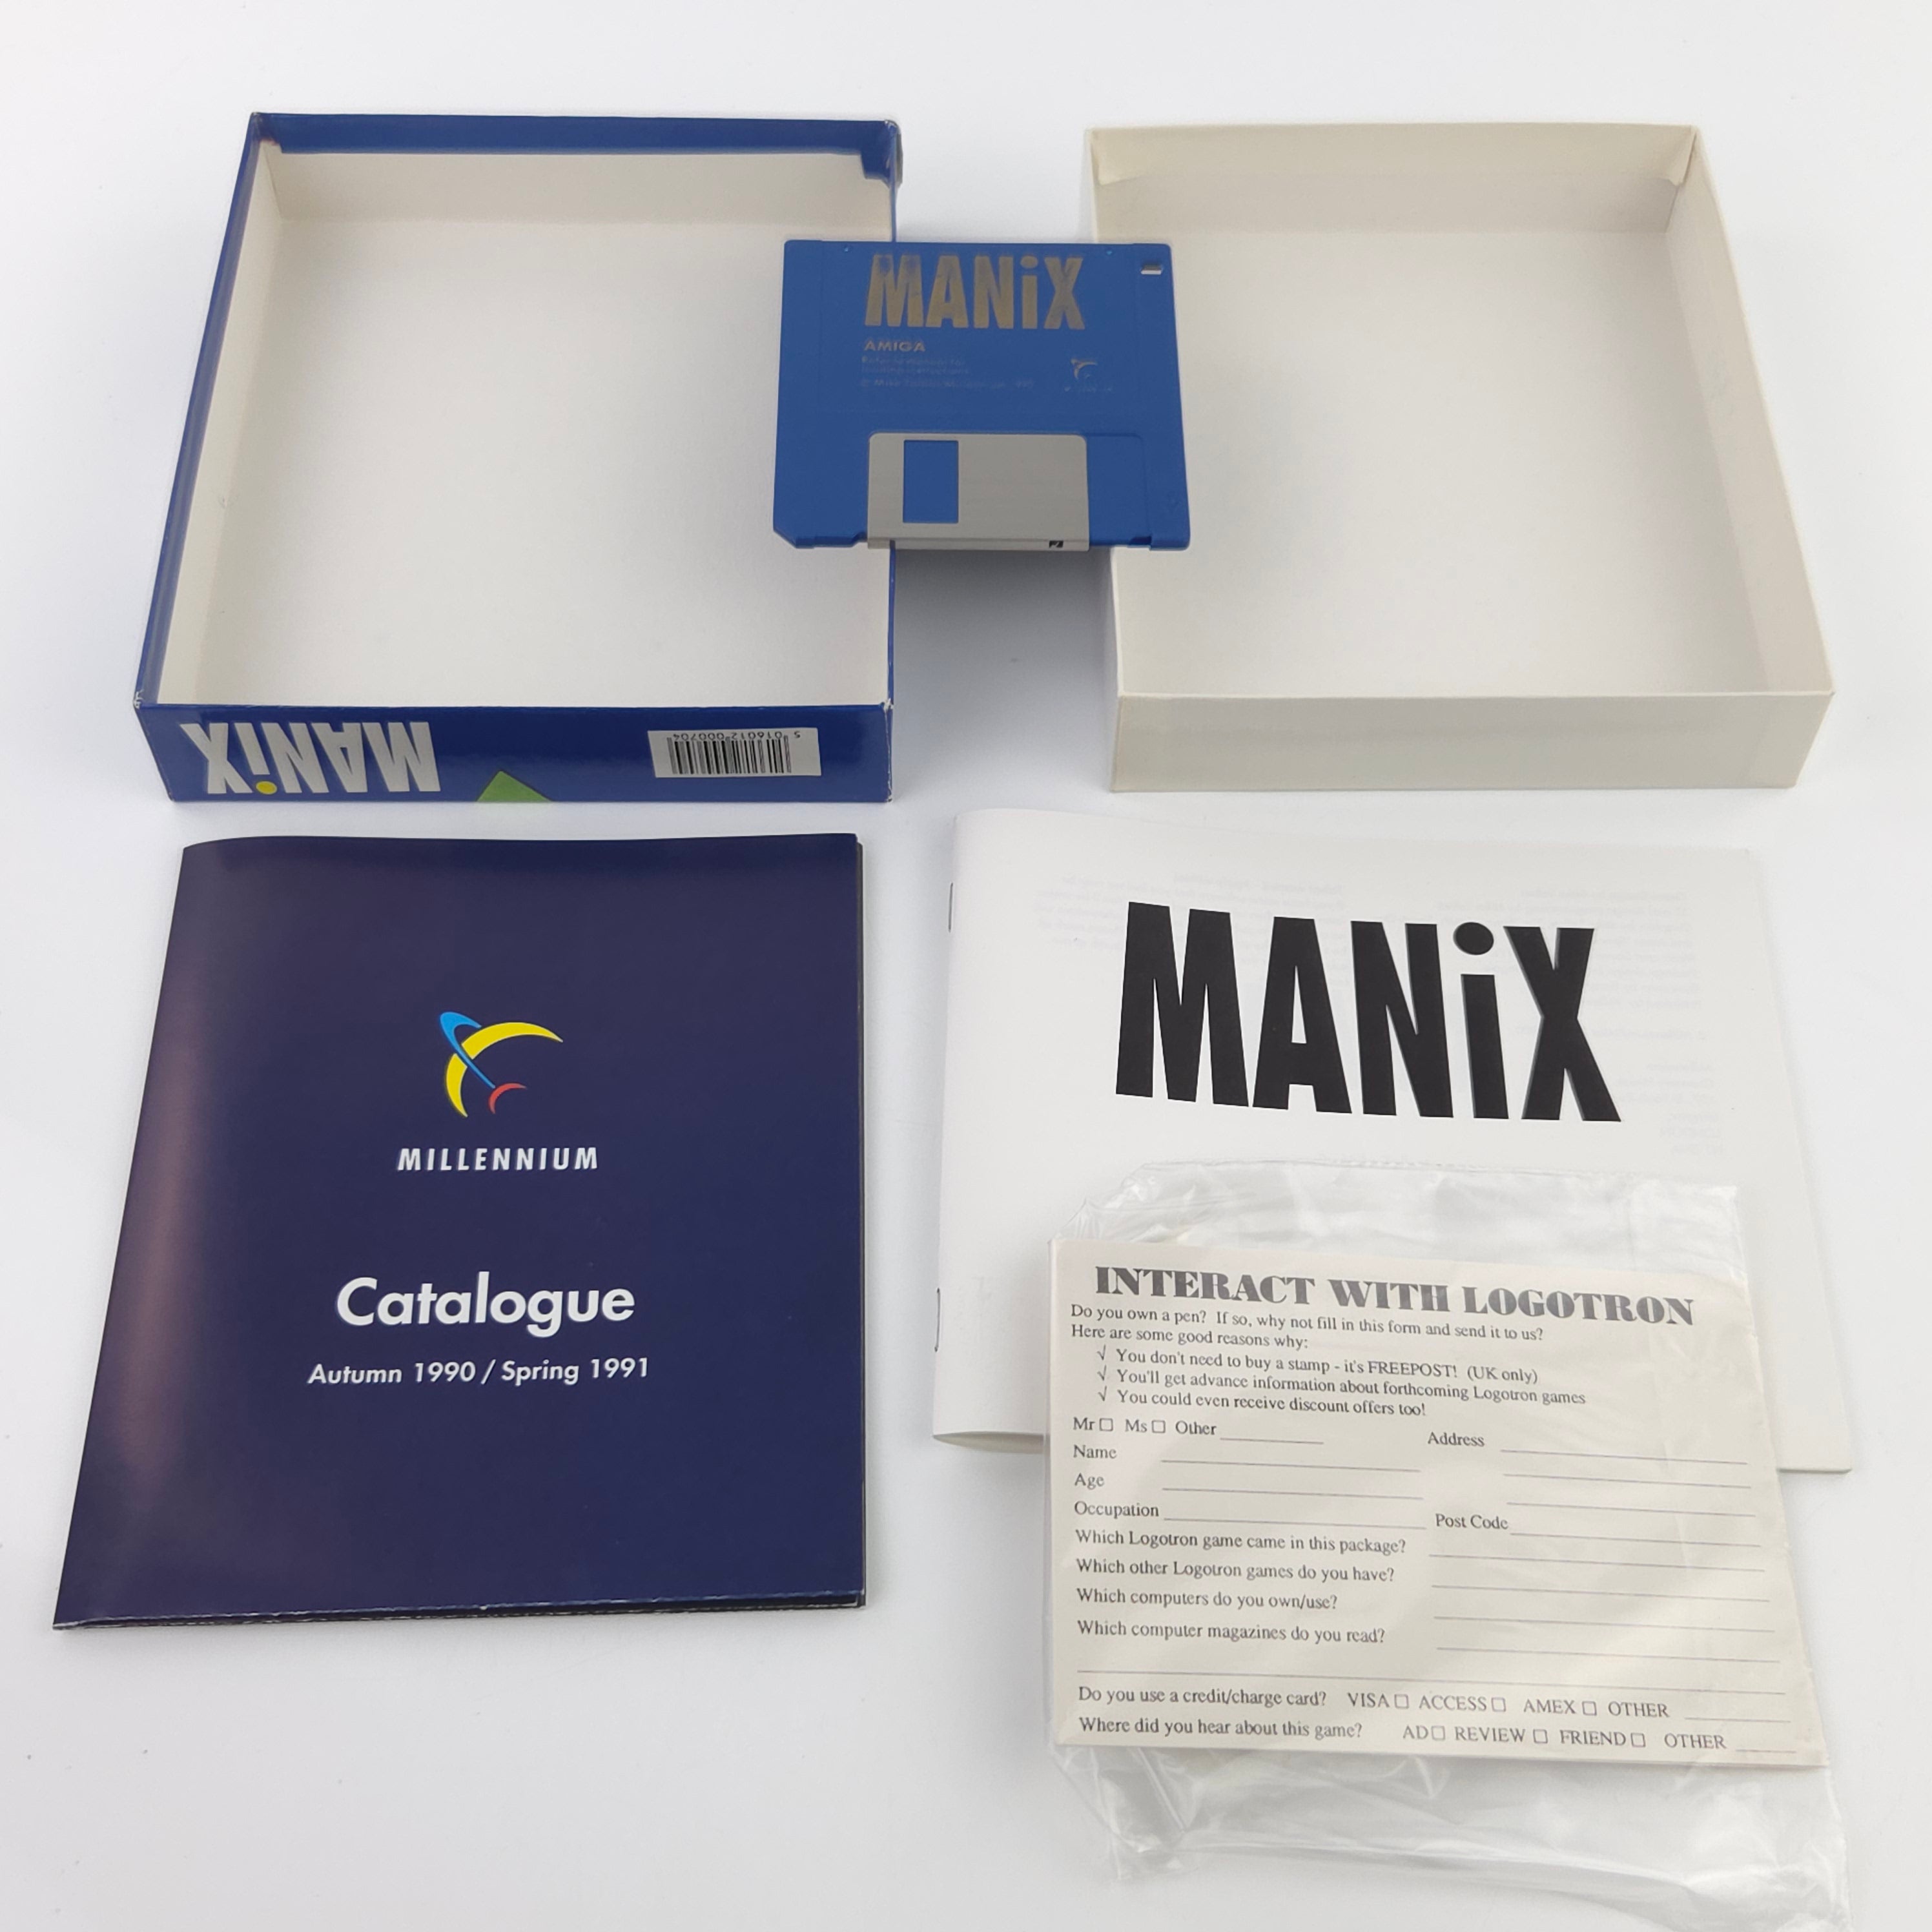 MANiX
AMIGA
MANiX
5 016012 000704
MILLENNIUM
Catalogue
Autumn 1990 / Spring 1991
MANiX
INTERACT WITH LOGOTRON
Do you own a pen? If so, why not fill in this form and send it to us?
Here are some good reasons why:
√ You don't need to buy a stamp - it's FREEPOST! (UK only)
√ You'll get advance information about forthcoming Logotron games
√ You could even receive discount offers too!
Mr □ Ms □ Other
Address
Name
Age
Occupation
Post Code
Which Logotron game came in this package?
Which other Logotron games do you have?
Which computers do you own/use?
Which computer magazines do you read?
Do you use a credit/charge card? VISA □ ACCESS □ AMEX □ OTHER
Where did you hear about this game? AD □ REVIEW □ FRIEND □ OTHER